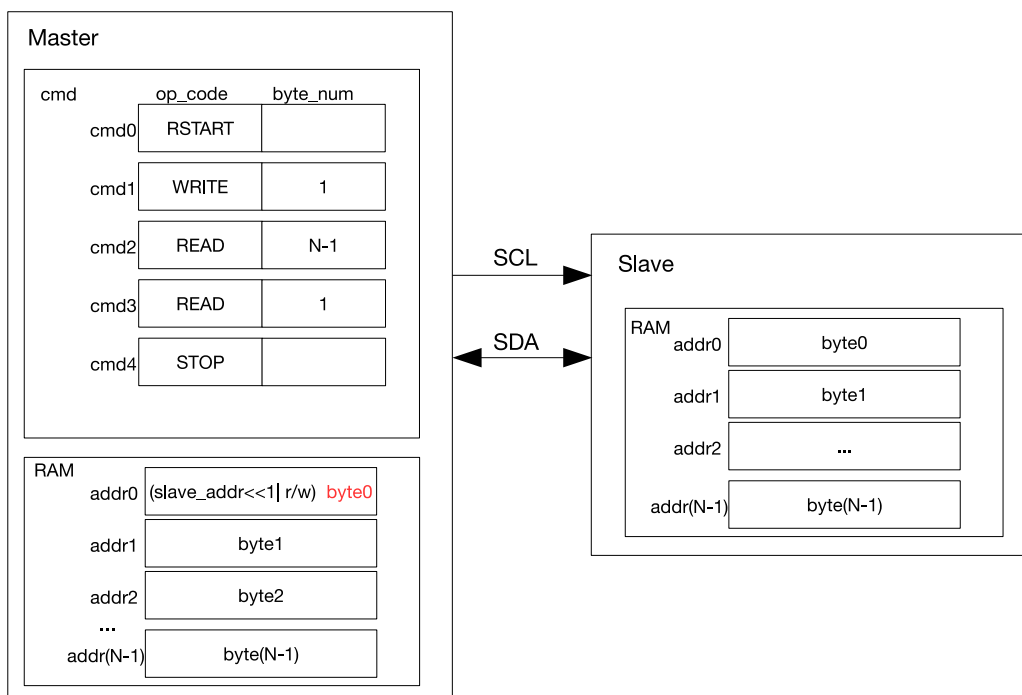 Master
cmd op_code byte_num
cmd0 RSTART
cmd1 WRITE 1
cmd2 READ N-1
cmd3 READ 1
cmd4 STOP
RAM
addr0 (slave_addr<<1| r/w) byte0
addr1 byte1
addr2 byte2
...
addr(N-1) byte(N-1)
SCL
SDA
Slave
RAM
addr0 byte0
addr1 byte1
addr2 ...
addr(N-1) byte(N-1)